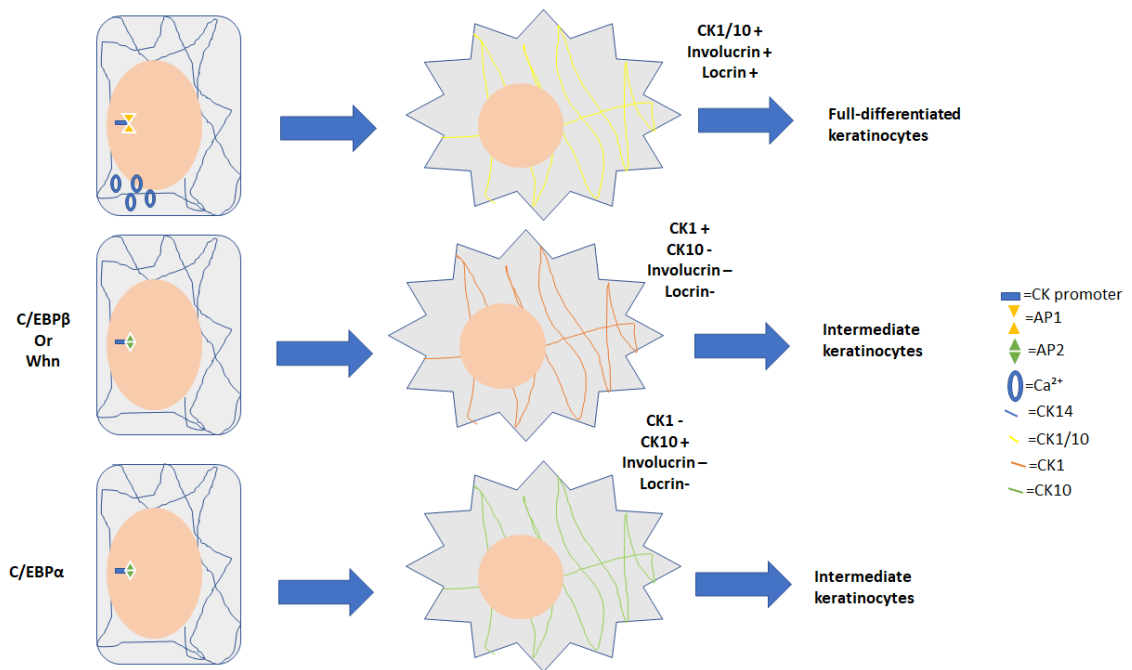 CK1/10 +
Involucrin +
Locrin +
Full-differentiated
keratinocytes
C/EBPβ
Or
Whn
CK1 +
CK10 -
Involucrin –
Locrin-
Intermediate
keratinocytes
C/EBPα
CK1 -
CK10 +
Involucrin –
Locrin-
Intermediate
keratinocytes
=CK promoter
=AP1
=AP2
=Ca²⁺
=CK14
=CK1/10
=CK1
=CK10